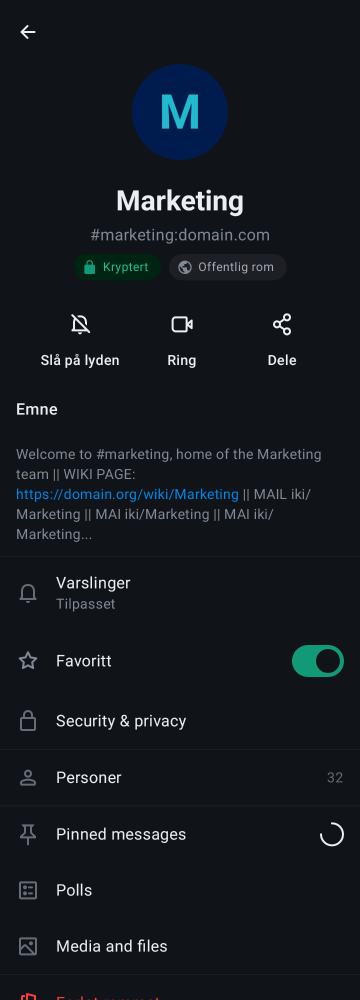 M
Marketing
#marketing:domain.com
Kryptert
Offentlig rom
Slå på lyden
Ring
Dele
Emne
Welcome to #marketing, home of the Marketing
team || WIKI PAGE:
https://domain.org/wiki/Marketing || MAIL iki/
Marketing || MAI iki/Marketing || MAI iki/
Marketing...
Varslinger
Tilpasset
Favoritt
Security & privacy
Personer
32
Pinned messages
Polls
Media and files